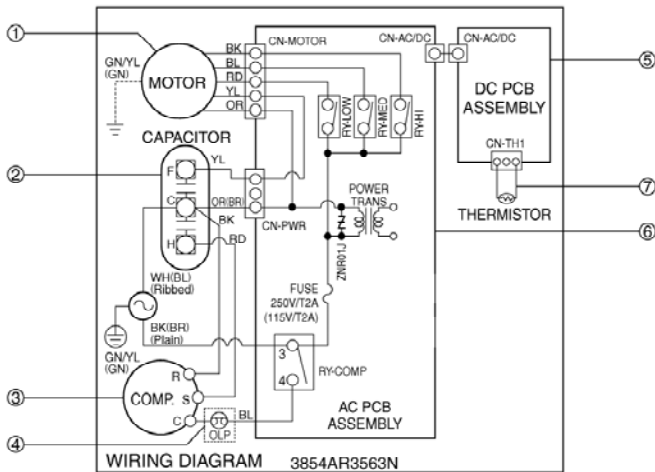 1
CN-MOTOR
CN-AC/DC
CN-AC/DC
BK
GN/YL
(GN)
MOTOR
BL
RD
YL
OR
DC PCB
ASSEMBLY
5
RY-LOW
RY-MED
RY-HI
CAPACITOR
CN-TH1
2
F
YL
C
OR(BR)
BK
POWER
TRANS
7
THERMISTOR
H
RD
CN-PWR
6
ZNR01J
WH(BL)
(Ribbed)
FUSE
250V/T2A
(115V/T2A)
BK(BR)
(Plain)
GN/YL
(GN)
3
4
RY-COMP
R
3
COMP.
S
C
BL
OLP
4
AC PCB
ASSEMBLY
WIRING DIAGRAM
3854AR3563N